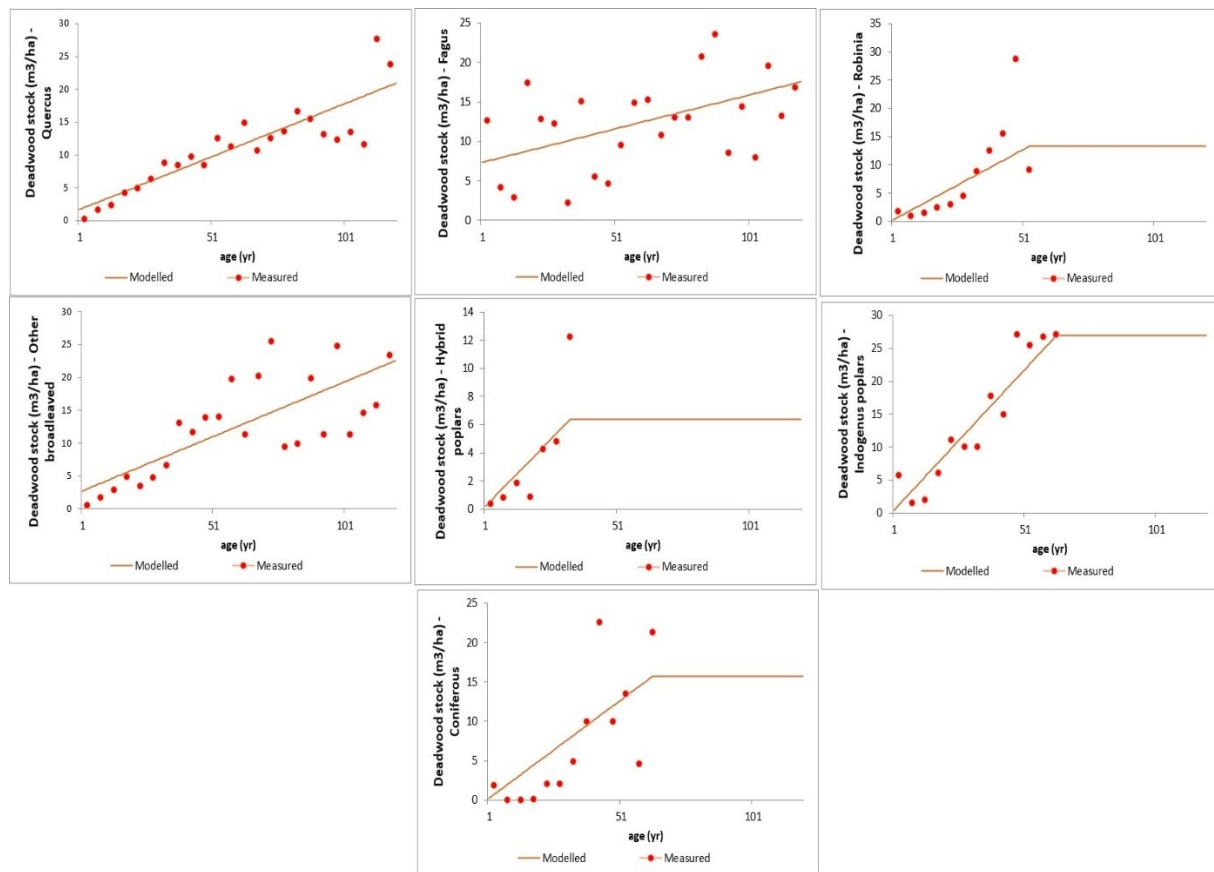 Deadwood stock (m3/ha) -
Quercus
30
25
20
15
10
5
0
1
51
101
age (yr)
Modelled
Measured
Deadwood stock (m3/ha) - Fagus
25
20
15
10
5
0
1
51
101
age (yr)
Modelled
Measured
Deadwood stock (m3/ha) - Robinia
35
30
25
20
15
10
5
0
1
51
101
age (yr)
Modelled
Measured
Deadwood stock (m3/ha) - Other
broadleaved
30
25
20
15
10
5
0
1
51
101
age (yr)
Modelled
Measured
Deadwood stock (m3/ha) - Hybrid
poplars
14
12
10
8
6
4
2
0
1
51
101
age (yr)
Modelled
Measured
Deadwood stock (m3/ha) -
Indogenus poplars
30
25
20
15
10
5
0
1
51
101
age (yr)
Modelled
Measured
Deadwood stock (m3/ha) -
Coniferous
25
20
15
10
5
0
1
51
101
age (yr)
Modelled
Measured